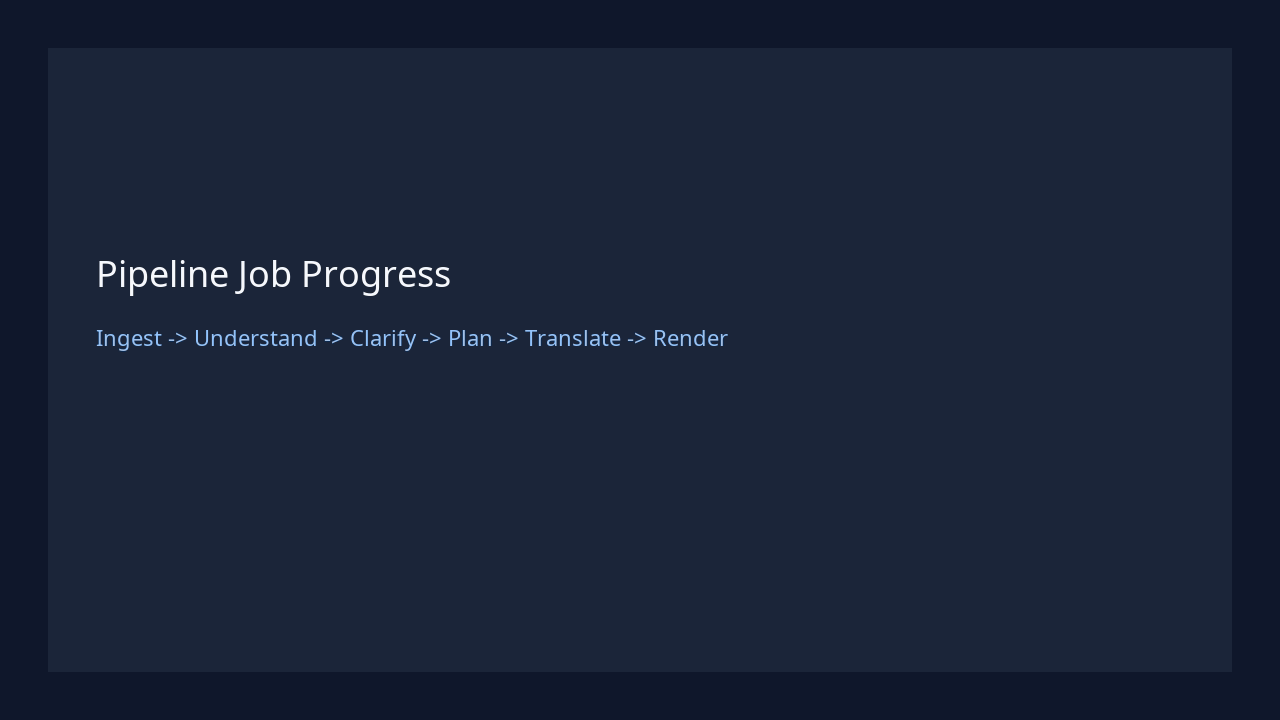 Pipeline Job Progress
Ingest -> Understand -> Clarify -> Plan -> Translate -> Render